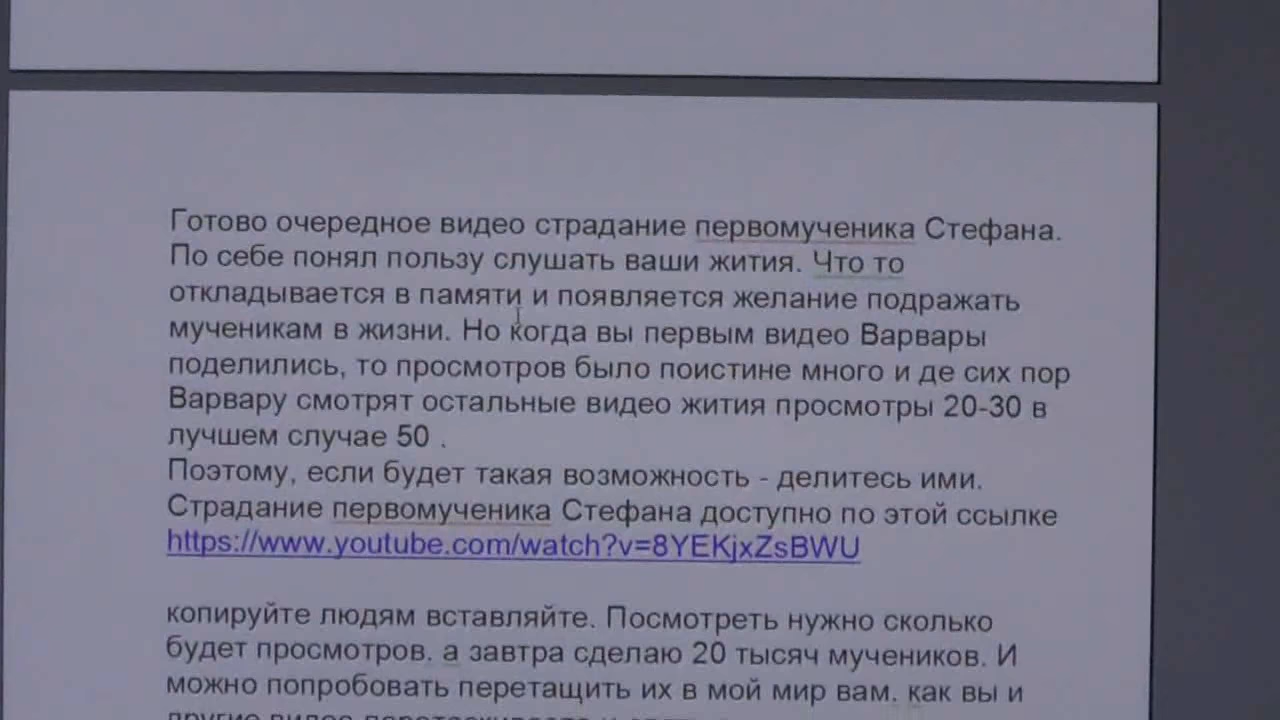 Готово очередное видео страдание первомученика Стефана.
По себе понял пользу слушать ваши жития. Что то
откладывается в памяти и появляется желание подражать
мученикам в жизни. Но когда вы первым видео Варвары
поделились, то просмотров было поистине много и де сих пор
Варвару смотрят остальные видео жития просмотры 20-30 в
лучшем случае 50 .
Поэтому, если будет такая возможность - делитесь ими.
Страдание первомученика Стефана доступно по этой ссылке
https://www.youtube.com/watch?v=8YEKjxZsBWU
копируйте людям вставляйте. Посмотреть нужно сколько
будет просмотров. а завтра сделаю 20 тысяч мучеников. И
можно попробовать перетащить их в мой мир вам. как вы и
другие видео